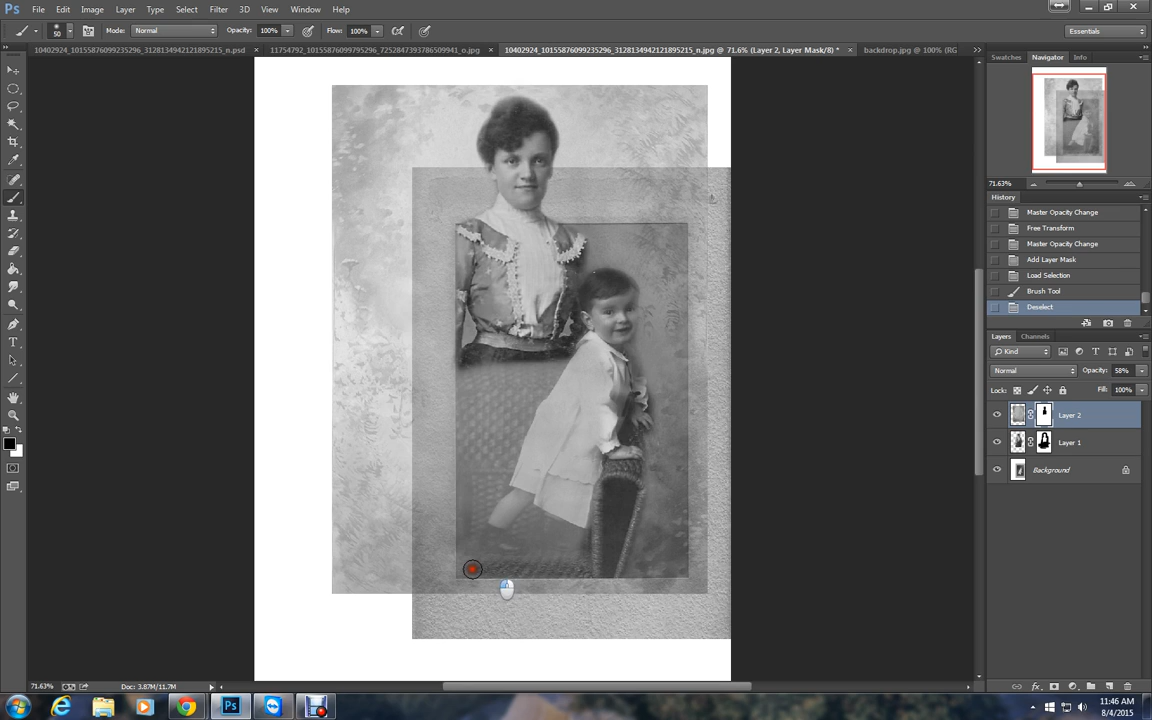 Ps File Edit Image Layer Type Select Filter 3D View Window Help
50 Mode: Normal Opacity: 100% Flow: 100% Essentials
10402924_10155876099235296_3128134942121895215_n.psd × 11754792_10155876099795296_7252847393786509941_o.jpg × 10402924_10155876099235296_3128134942121895215_n.jpg @ 71.6% (Layer 2, Layer Mask/8) * × backdrop.jpg @ 100% (RG
Swatches Navigator Info
71.63%
History
Master Opacity Change
Free Transform
Master Opacity Change
Add Layer Mask
Load Selection
Brush Tool
Deselect
Layers Channels
Kind
Normal Opacity: 58%
Lock: Fill: 100%
Layer 2
Layer 1
Background
71.63% Doc: 3.87M/11.7M
Ps
11:46 AM
8/4/2015